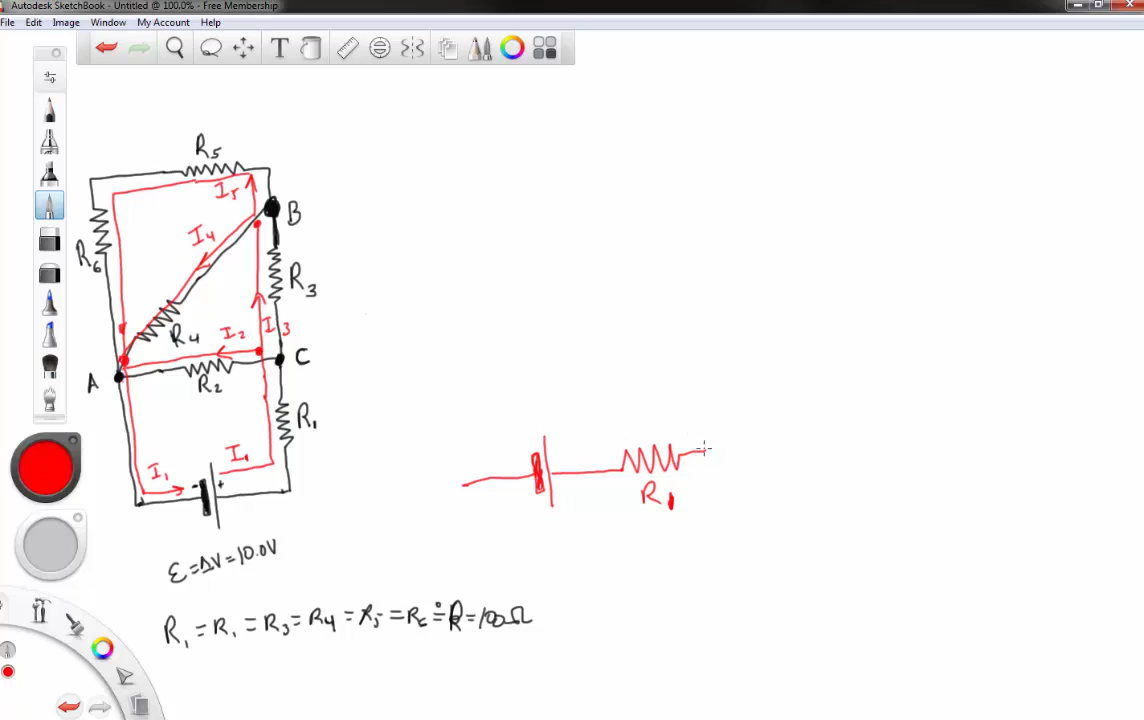 Autodesk SketchBook - Untitled @ 100.0% - Free Membership
File Edit Image Window My Account Help
T
R₅
I₅
B
I₄
R₆
R₃
R₄
I₂
I₃
C
A
R₂
R₁
I₁
I₁
- +
R₁
ε = ΔV = 10.0V
R₁ = R₁ = R₃ = R₄ = R₅ = R₆ = R = 100Ω